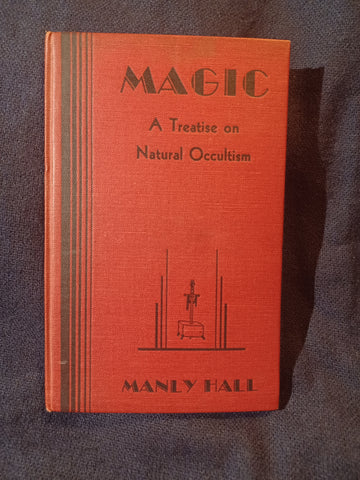 MAGIC
A Treatise on
Natural Occultism
MANLY HALL